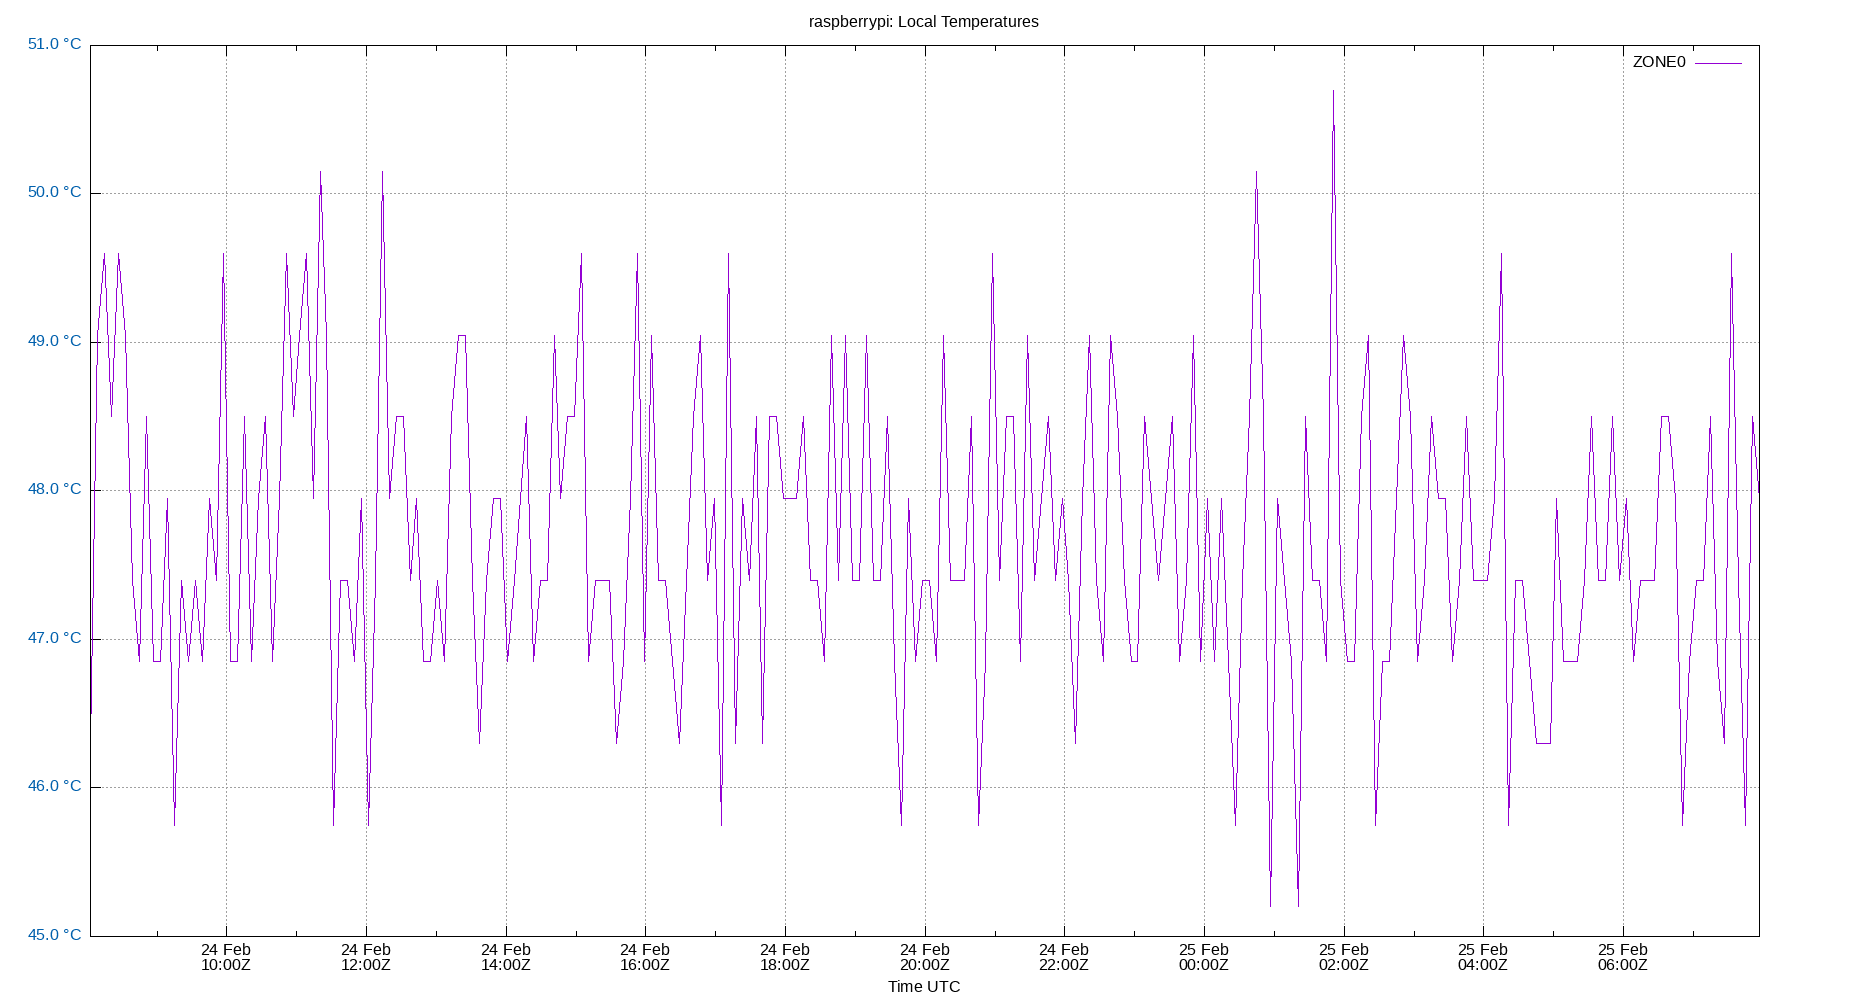 raspberrypi: Local Temperatures
51.0 °C
ZONE0
50.0 °C
49.0 °C
48.0 °C
47.0 °C
46.0 °C
45.0 °C
24 Feb 24 Feb 24 Feb 24 Feb 24 Feb 24 Feb 24 Feb 25 Feb 25 Feb 25 Feb 25 Feb
10:00Z 12:00Z 14:00Z 16:00Z 18:00Z 20:00Z 22:00Z 00:00Z 02:00Z 04:00Z 06:00Z
Time UTC